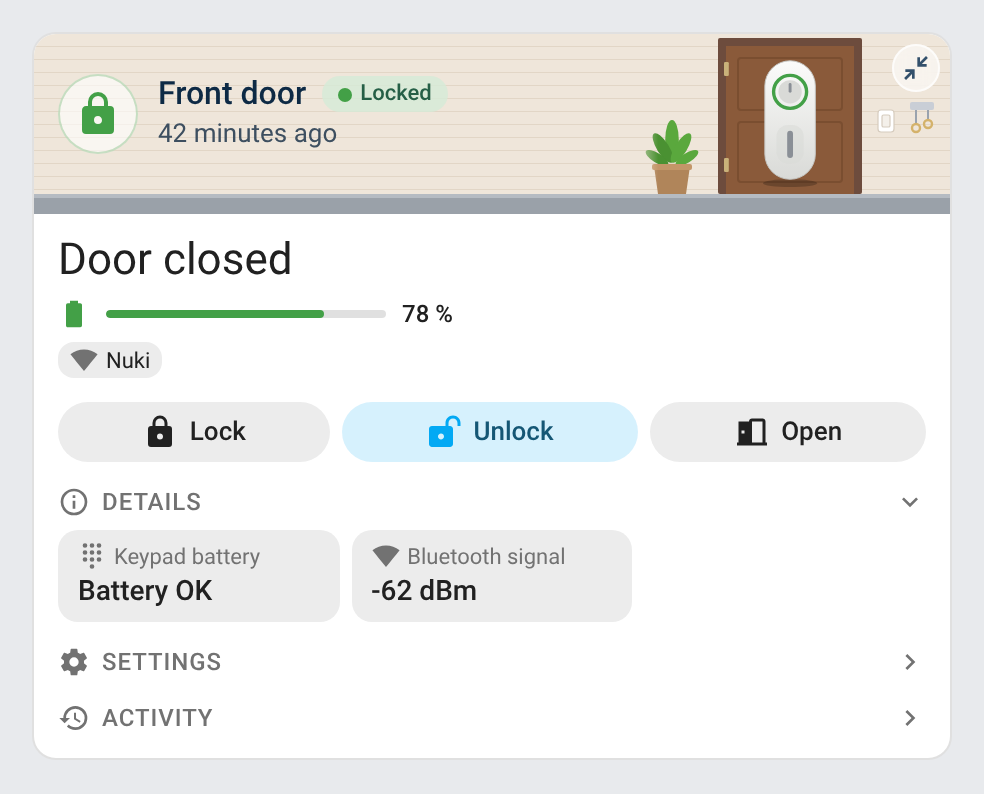 Front door
Locked
42 minutes ago
Door closed
78 %
Nuki
Lock
Unlock
Open
DETAILS
Keypad battery
Battery OK
Bluetooth signal
-62 dBm
SETTINGS
ACTIVITY